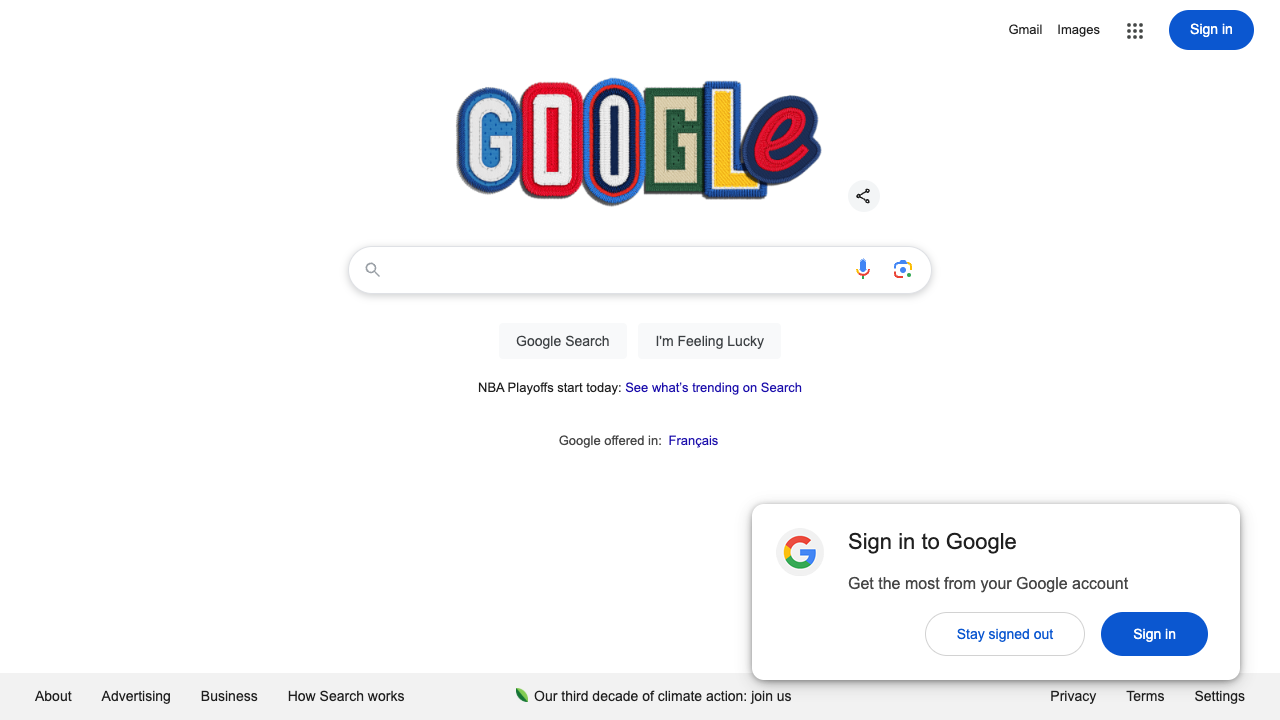 Gmail Images Sign in
GOOGLe
Google Search I'm Feeling Lucky
NBA Playoffs start today: See what's trending on Search
Google offered in: Français
Sign in to Google
Get the most from your Google account
Stay signed out Sign in
About Advertising Business How Search works Our third decade of climate action: join us Privacy Terms Settings